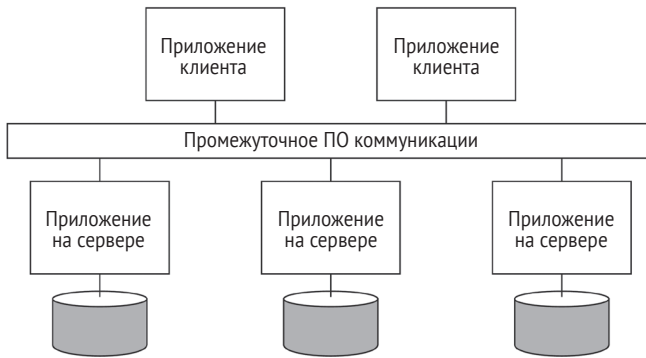 Приложение
клиента
Приложение
клиента
Промежуточное ПО коммуникации
Приложение
на сервере
Приложение
на сервере
Приложение
на сервере